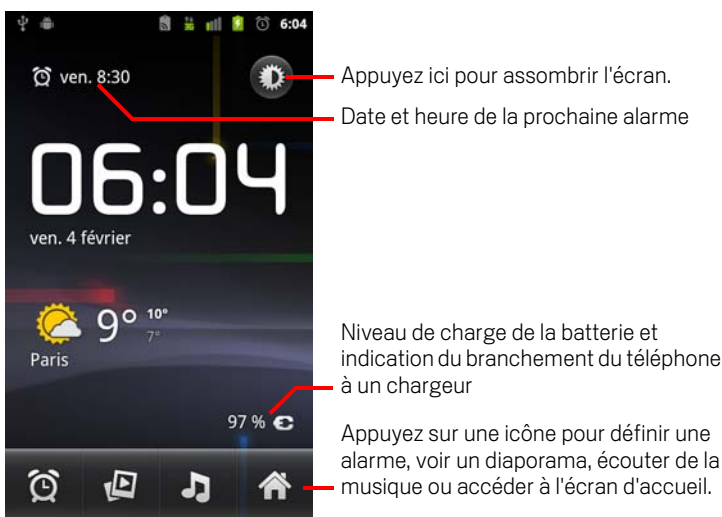 3G 6:04
ven. 8:30
Appuyez ici pour assombrir l'écran.
Date et heure de la prochaine alarme
06:04
ven. 4 février
9° 10°
7°
Paris
Niveau de charge de la batterie et
indication du branchement du téléphone
à un chargeur
97 %
Appuyez sur une icône pour définir une
alarme, voir un diaporama, écouter de la
musique ou accéder à l'écran d'accueil.